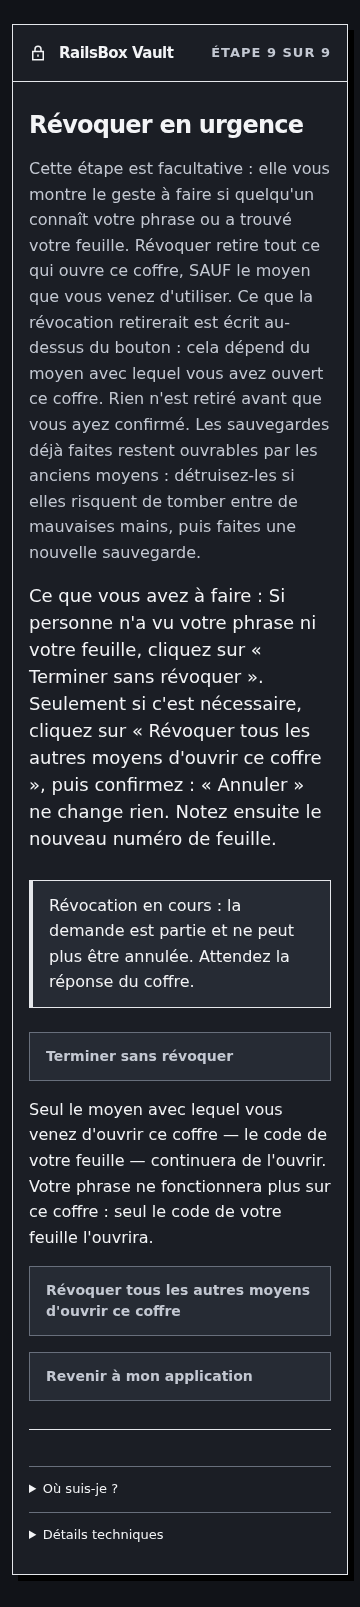 RailsBox Vault
ÉTAPE 9 SUR 9
Révoquer en urgence
Cette étape est facultative : elle vous
montre le geste à faire si quelqu'un
connaît votre phrase ou a trouvé
votre feuille. Révoquer retire tout ce
qui ouvre ce coffre, SAUF le moyen
que vous venez d'utiliser. Ce que la
révocation retirerait est écrit au-
dessus du bouton : cela dépend du
moyen avec lequel vous avez ouvert
ce coffre. Rien n'est retiré avant que
vous ayez confirmé. Les sauvegardes
déjà faites restent ouvrables par les
anciens moyens : détruisez-les si
elles risquent de tomber entre de
mauvaises mains, puis faites une
nouvelle sauvegarde.
Ce que vous avez à faire : Si
personne n'a vu votre phrase ni
votre feuille, cliquez sur «
Terminer sans révoquer ».
Seulement si c'est nécessaire,
cliquez sur « Révoquer tous les
autres moyens d'ouvrir ce coffre
», puis confirmez : « Annuler »
ne change rien. Notez ensuite le
nouveau numéro de feuille.
Révocation en cours : la
demande est partie et ne peut
plus être annulée. Attendez la
réponse du coffre.
Terminer sans révoquer
Seul le moyen avec lequel vous
venez d'ouvrir ce coffre — le code de
votre feuille — continuera de l'ouvrir.
Votre phrase ne fonctionnera plus sur
ce coffre : seul le code de votre
feuille l'ouvrira.
Révoquer tous les autres moyens
d'ouvrir ce coffre
Revenir à mon application
Où suis-je ?
Détails techniques